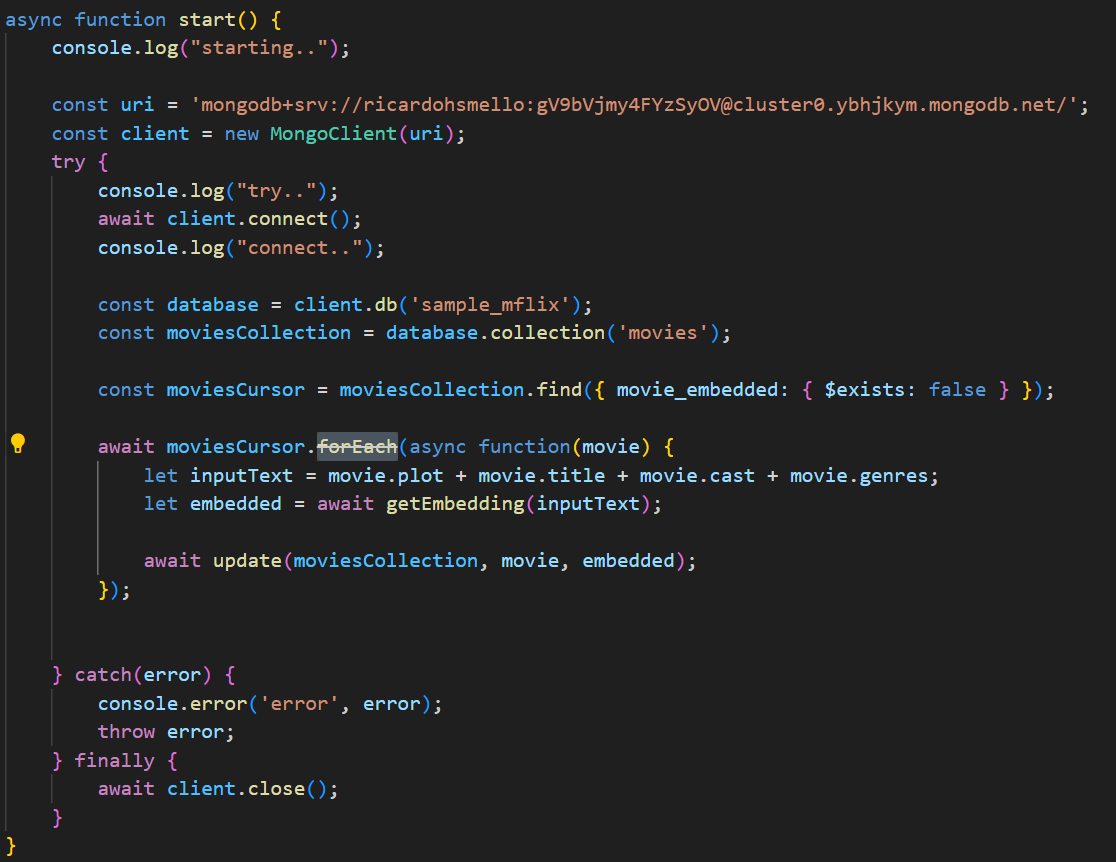 async function start() {
    console.log("starting..");
    const uri = 'mongodb+srv://ricardohsmello:gV9bVjmy4FYzSyOV@cluster0.ybhjkym.mongodb.net/';
    const client = new MongoClient(uri);
    try {
        console.log("try..");
        await client.connect();
        console.log("connect..");
        const database = client.db('sample_mflix');
        const moviesCollection = database.collection('movies');
        const moviesCursor = moviesCollection.find({ movie_embedded: { $exists: false } });
        await moviesCursor.forEach(async function(movie) {
            let inputText = movie.plot + movie.title + movie.cast + movie.genres;
            let embedded = await getEmbedding(inputText);
            await update(moviesCollection, movie, embedded);
        });
    } catch(error) {
        console.error('error', error);
        throw error;
    } finally {
        await client.close();
    }
}